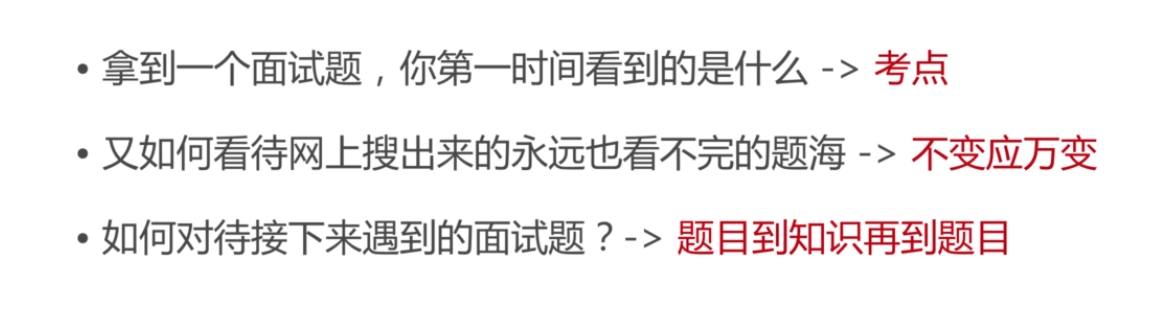 • 拿到一个面试题，你第一时间看到的是什么 -> 考点
• 又如何看待网上搜出来的永远也看不完的题海 -> 不变应万变
• 如何对待接下来遇到的面试题？-> 题目到知识再到题目